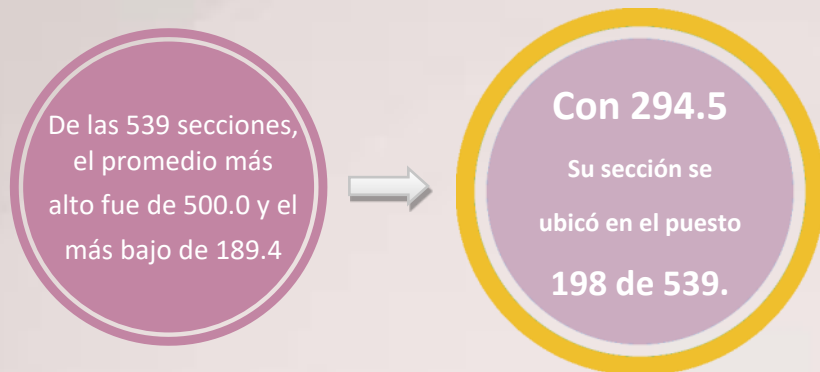 De las 539 secciones,
el promedio más
alto fue de 500.0 y el
más bajo de 189.4
Con 294.5
Su sección se
ubicó en el puesto
198 de 539.